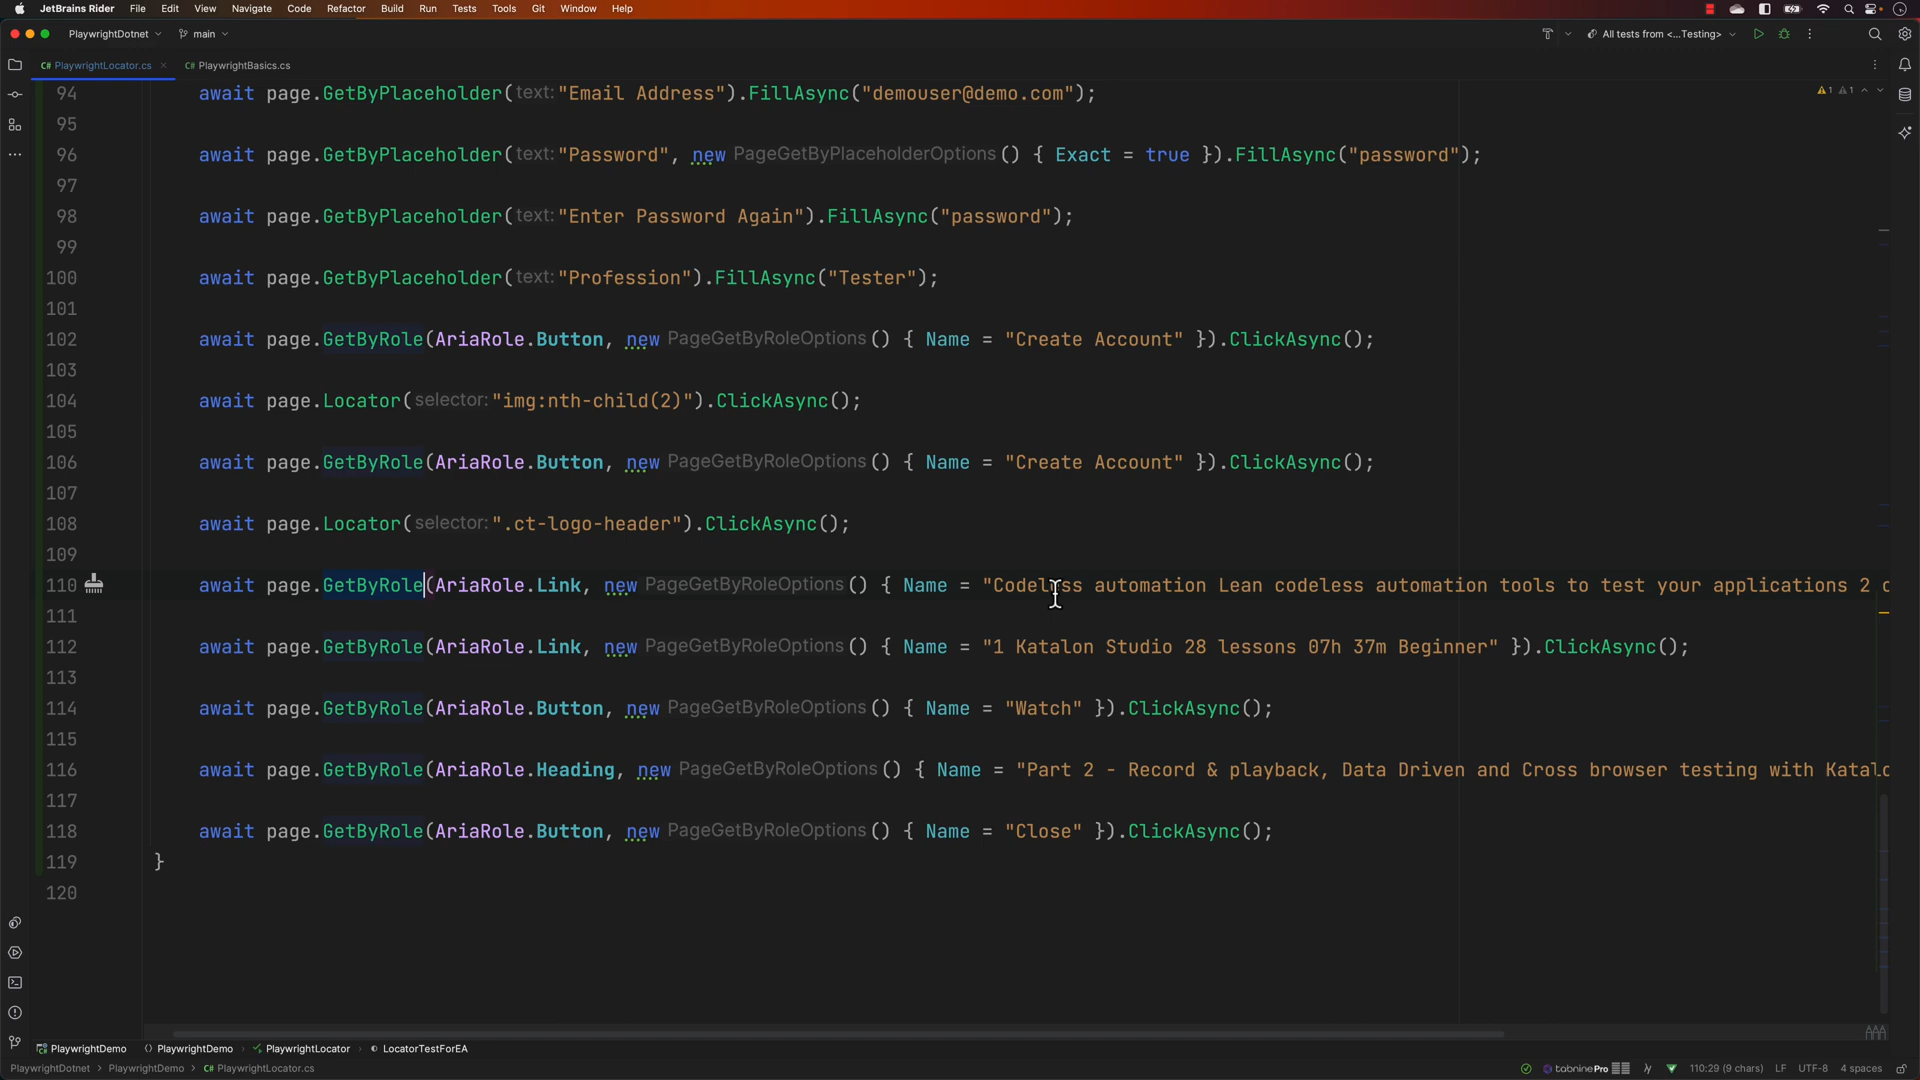 JetBrains Rider File Edit View Navigate Code Refactor Build Run Tests Tools Git Window Help
PlaywrightDotnet main All tests from <...Testing>
C# PlaywrightLocator.cs C# PlaywrightBasics.cs
94 await page.GetByPlaceholder( text: "Email Address").FillAsync("demouser@demo.com"); 1 1
95
96 await page.GetByPlaceholder( text: "Password", new PageGetByPlaceholderOptions () { Exact = true }).FillAsync("password");
97
98 await page.GetByPlaceholder( text: "Enter Password Again").FillAsync("password");
99
100 await page.GetByPlaceholder( text: "Profession").FillAsync("Tester");
101
102 await page.GetByRole(AriaRole.Button, new PageGetByRoleOptions () { Name = "Create Account" }).ClickAsync();
103
104 await page.Locator( selector: "img:nth-child(2)").ClickAsync();
105
106 await page.GetByRole(AriaRole.Button, new PageGetByRoleOptions () { Name = "Create Account" }).ClickAsync();
107
108 await page.Locator( selector: ".ct-logo-header").ClickAsync();
109
110 await page.GetByRole(AriaRole.Link, new PageGetByRoleOptions () { Name = "Codeless automation Lean codeless automation tools to test your applications 2
111
112 await page.GetByRole(AriaRole.Link, new PageGetByRoleOptions () { Name = "1 Katalon Studio 28 lessons 07h 37m Beginner" }).ClickAsync();
113
114 await page.GetByRole(AriaRole.Button, new PageGetByRoleOptions () { Name = "Watch" }).ClickAsync();
115
116 await page.GetByRole(AriaRole.Heading, new PageGetByRoleOptions () { Name = "Part 2 - Record & playback, Data Driven and Cross browser testing with Katalo
117
118 await page.GetByRole(AriaRole.Button, new PageGetByRoleOptions () { Name = "Close" }).ClickAsync();
119 }
120
PlaywrightDemo PlaywrightDemo PlaywrightLocator LocatorTestForEA
PlaywrightDotnet PlaywrightDemo C# PlaywrightLocator.cs tabninePro 110:29 (9 chars) LF UTF-8 4 spaces